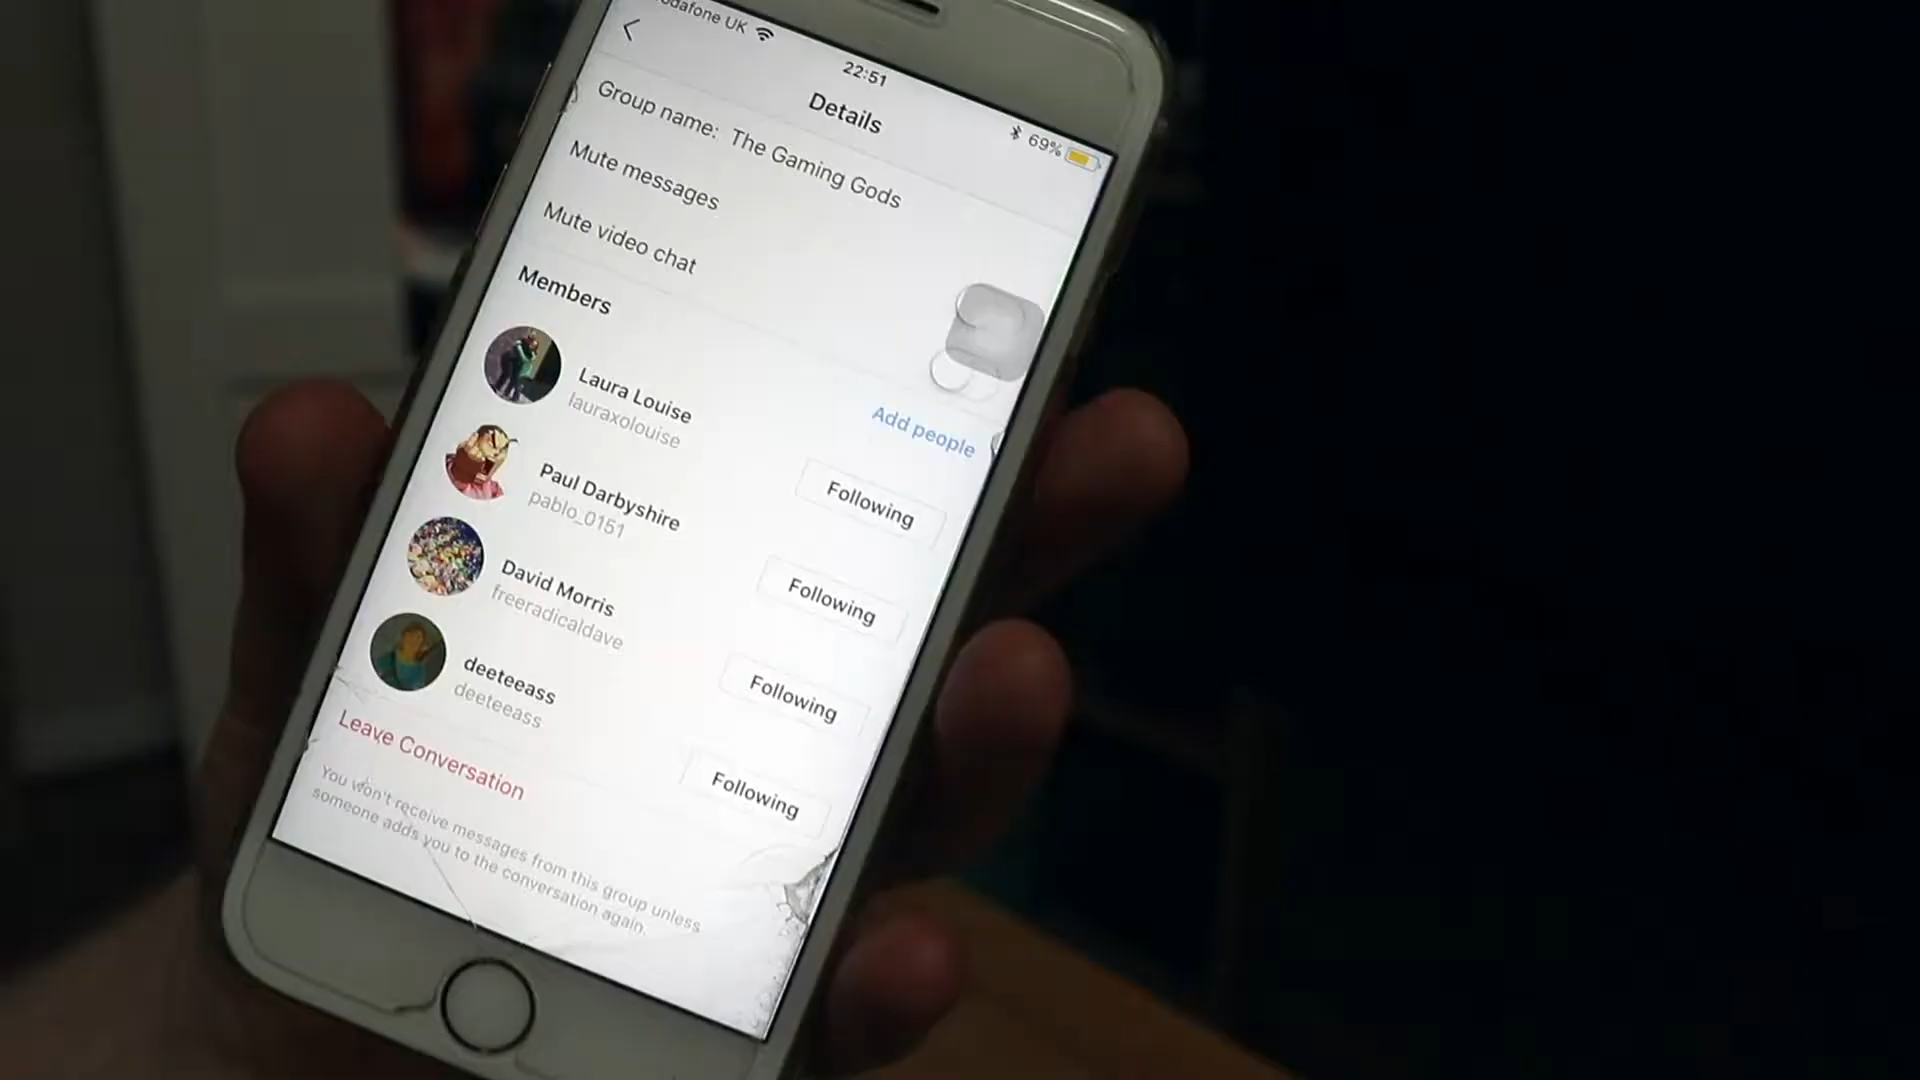 UK
22:51
69%
Details
Group name: The Gaming Gods
Mute messages
Mute video chat
Members
Add people
Laura Louise
lauraxolouise
Following
Paul Darbyshire
pablo_0151
Following
David Morris
freeradicaldave
Following
deeteeass
deeteeass
Following
Leave Conversation
You won't receive messages from this group unless
someone adds you to the conversation again.